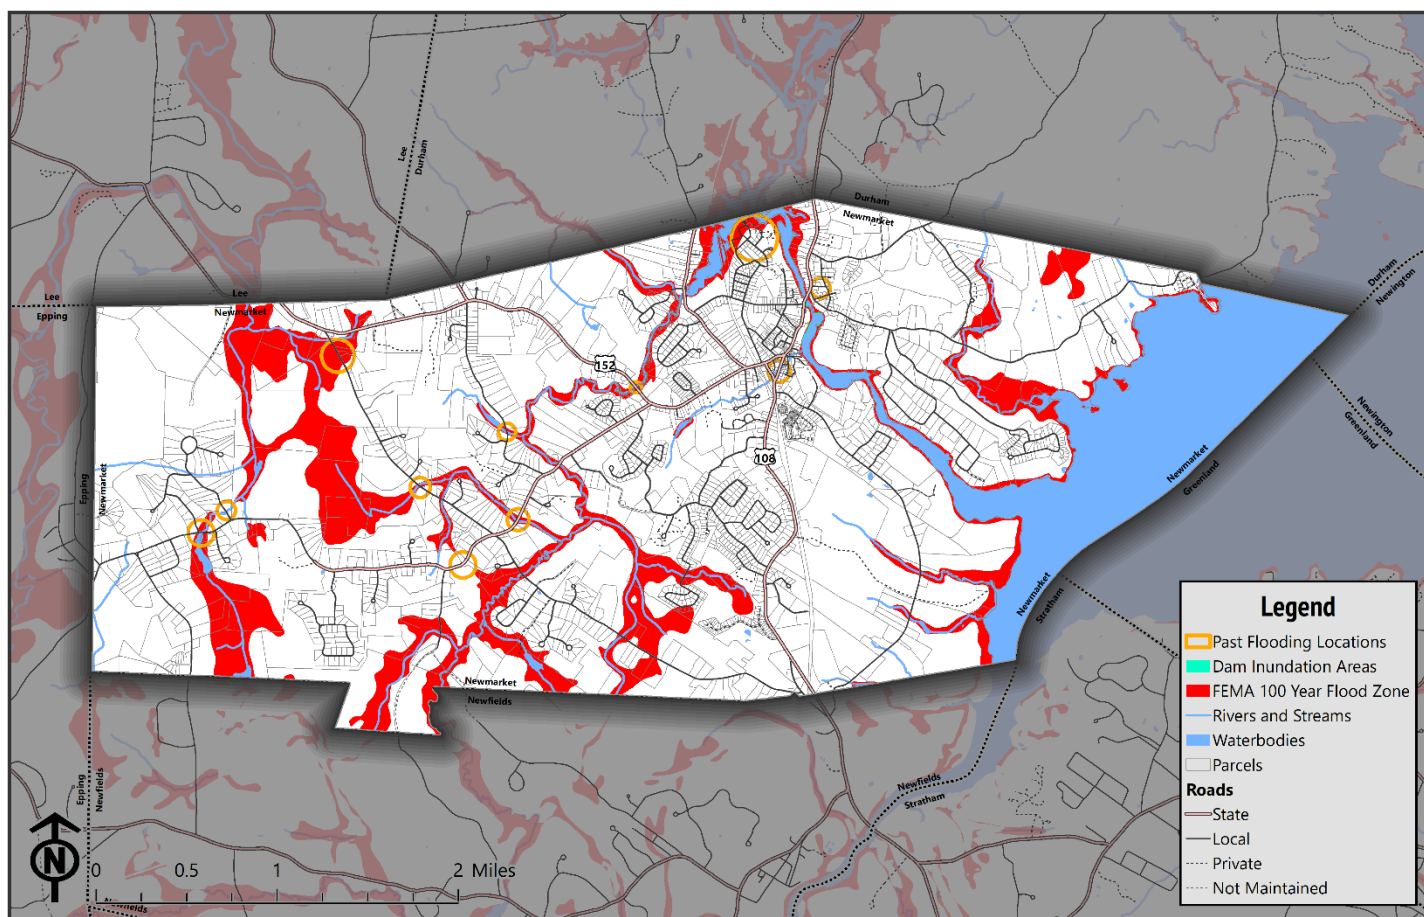 Lee
Durham
Durham
Newmarket
Durham
Newington
Lee
Epping
Lee
Newmarket
152
Newington
Greenland
Epping
Newmarket
108
Newmarket
Greenland
Newmarket
Stratham
Newmarket
Newfields
Epping
Newfields
Newfields
Stratham
Newfields
N
0 0.5 1 2 Miles
Legend
Past Flooding Locations
Dam Inundation Areas
FEMA 100 Year Flood Zone
Rivers and Streams
Waterbodies
Parcels
Roads
State
Local
Private
Not Maintained